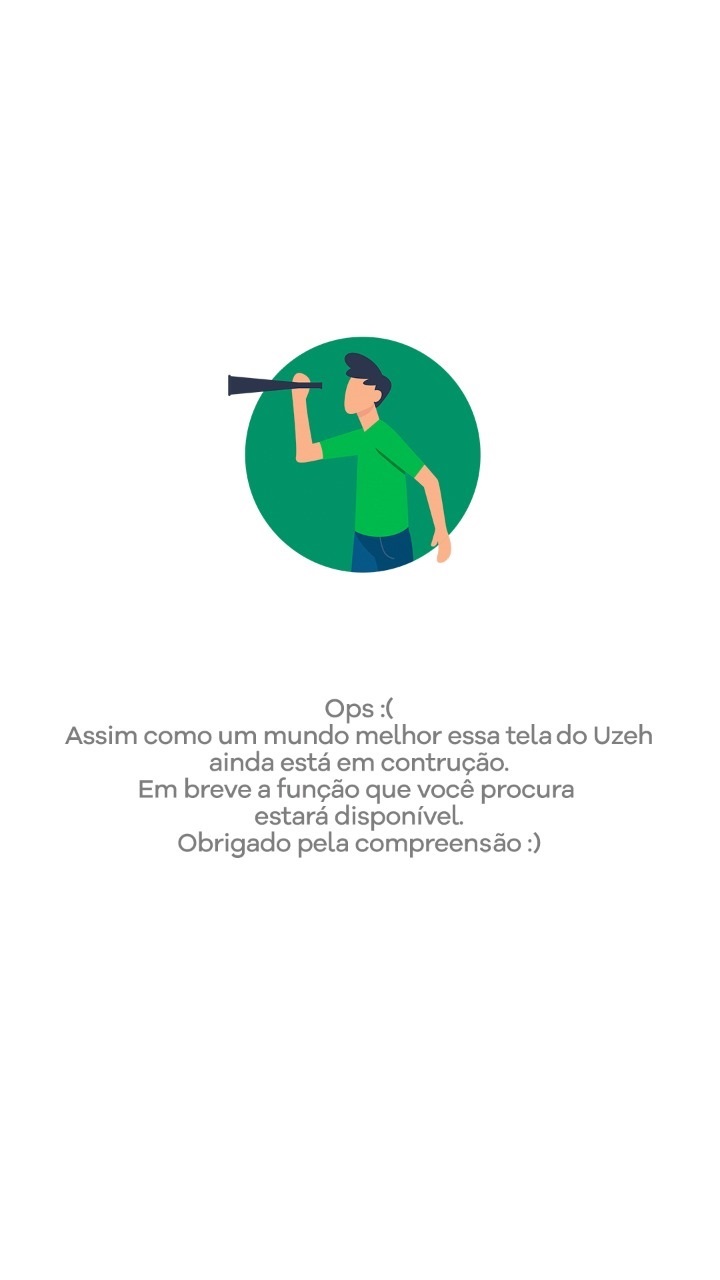 Ops :(
Assim como um mundo melhor essa tela do Uzeh
ainda está em contrução.
Em breve a função que você procura
estará disponível.
Obrigado pela compreensão :)